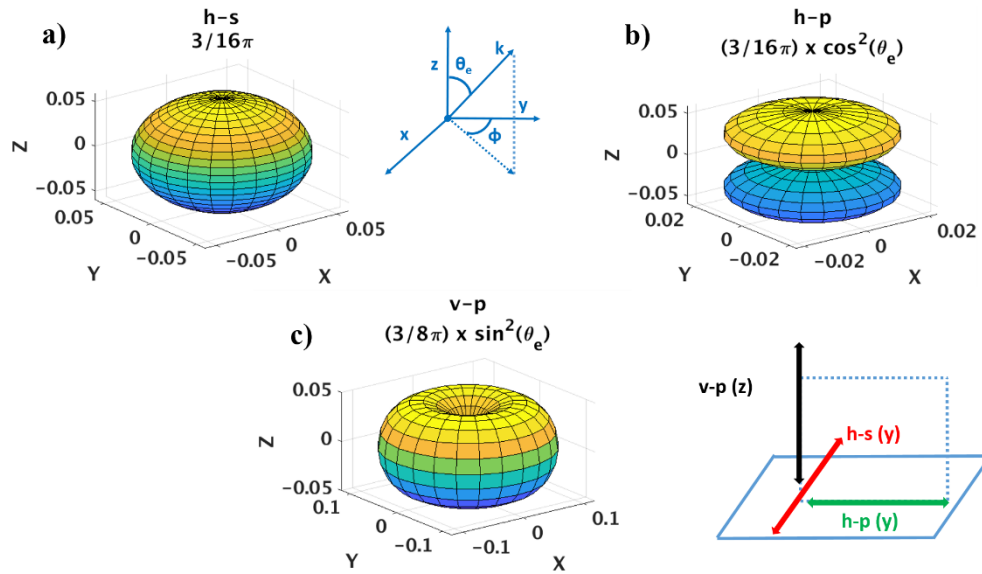 a)
h-s
3/16π
0.05
0
-0.05
Z
0.05
0
-0.05
Y
-0.05
0
0.05
X
z
θe
k
y
x
ϕ
b)
h-p
(3/16π) x cos²(θe)
0.05
0
-0.05
Z
0.02
0
-0.02
Y
-0.02
0
0.02
X
c)
v-p
(3/8π) x sin²(θe)
0.05
0
-0.05
Z
0.1
0
-0.1
Y
-0.1
0
0.1
X
v-p (z)
h-s (y)
h-p (y)